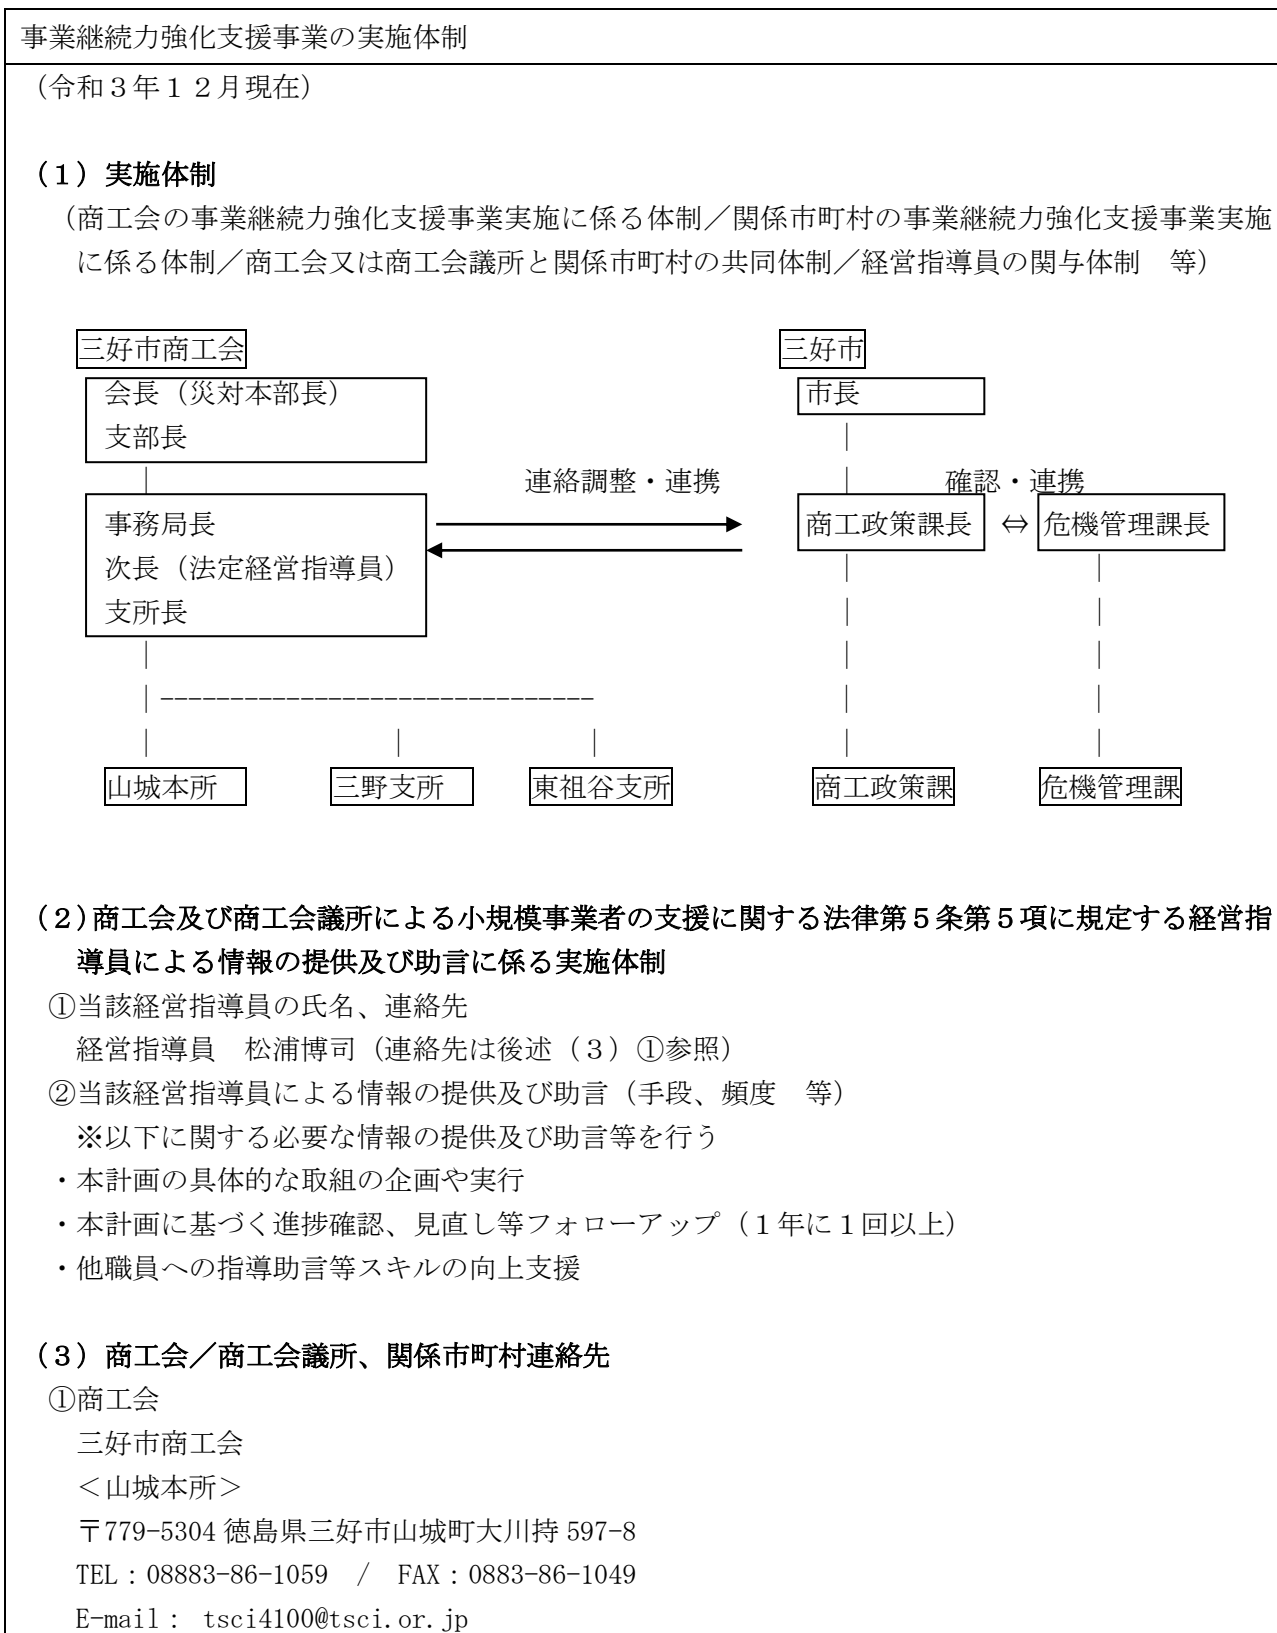 事業継続力強化支援事業の実施体制
（令和３年１２月現在）
（１）実施体制
（商工会の事業継続力強化支援事業実施に係る体制／関係市町村の事業継続力強化支援事業実施
に係る体制／商工会又は商工会議所と関係市町村の共同体制／経営指導員の関与体制　等）
三好市商工会　三好市
会長（災対本部長）　市長
支部長
連絡調整・連携　確認・連携
事務局長　商工政策課長　⇔　危機管理課長
次長（法定経営指導員）
支所長
山城本所　三野支所　東祖谷支所　商工政策課　危機管理課
（２）商工会及び商工会議所による小規模事業者の支援に関する法律第５条第５項に規定する経営指
導員による情報の提供及び助言に係る実施体制
①当該経営指導員の氏名、連絡先
経営指導員　松浦博司（連絡先は後述（３）①参照）
②当該経営指導員による情報の提供及び助言（手段、頻度　等）
※以下に関する必要な情報の提供及び助言等を行う
・本計画の具体的な取組の企画や実行
・本計画に基づく進捗確認、見直し等フォローアップ（１年に１回以上）
・他職員への指導助言等スキルの向上支援
（３）商工会／商工会議所、関係市町村連絡先
①商工会
三好市商工会
＜山城本所＞
〒779-5304 徳島県三好市山城町大川持 597-8
TEL：08883-86-1059　/　FAX：0883-86-1049
E-mail：　tsci4100@tsci.or.jp